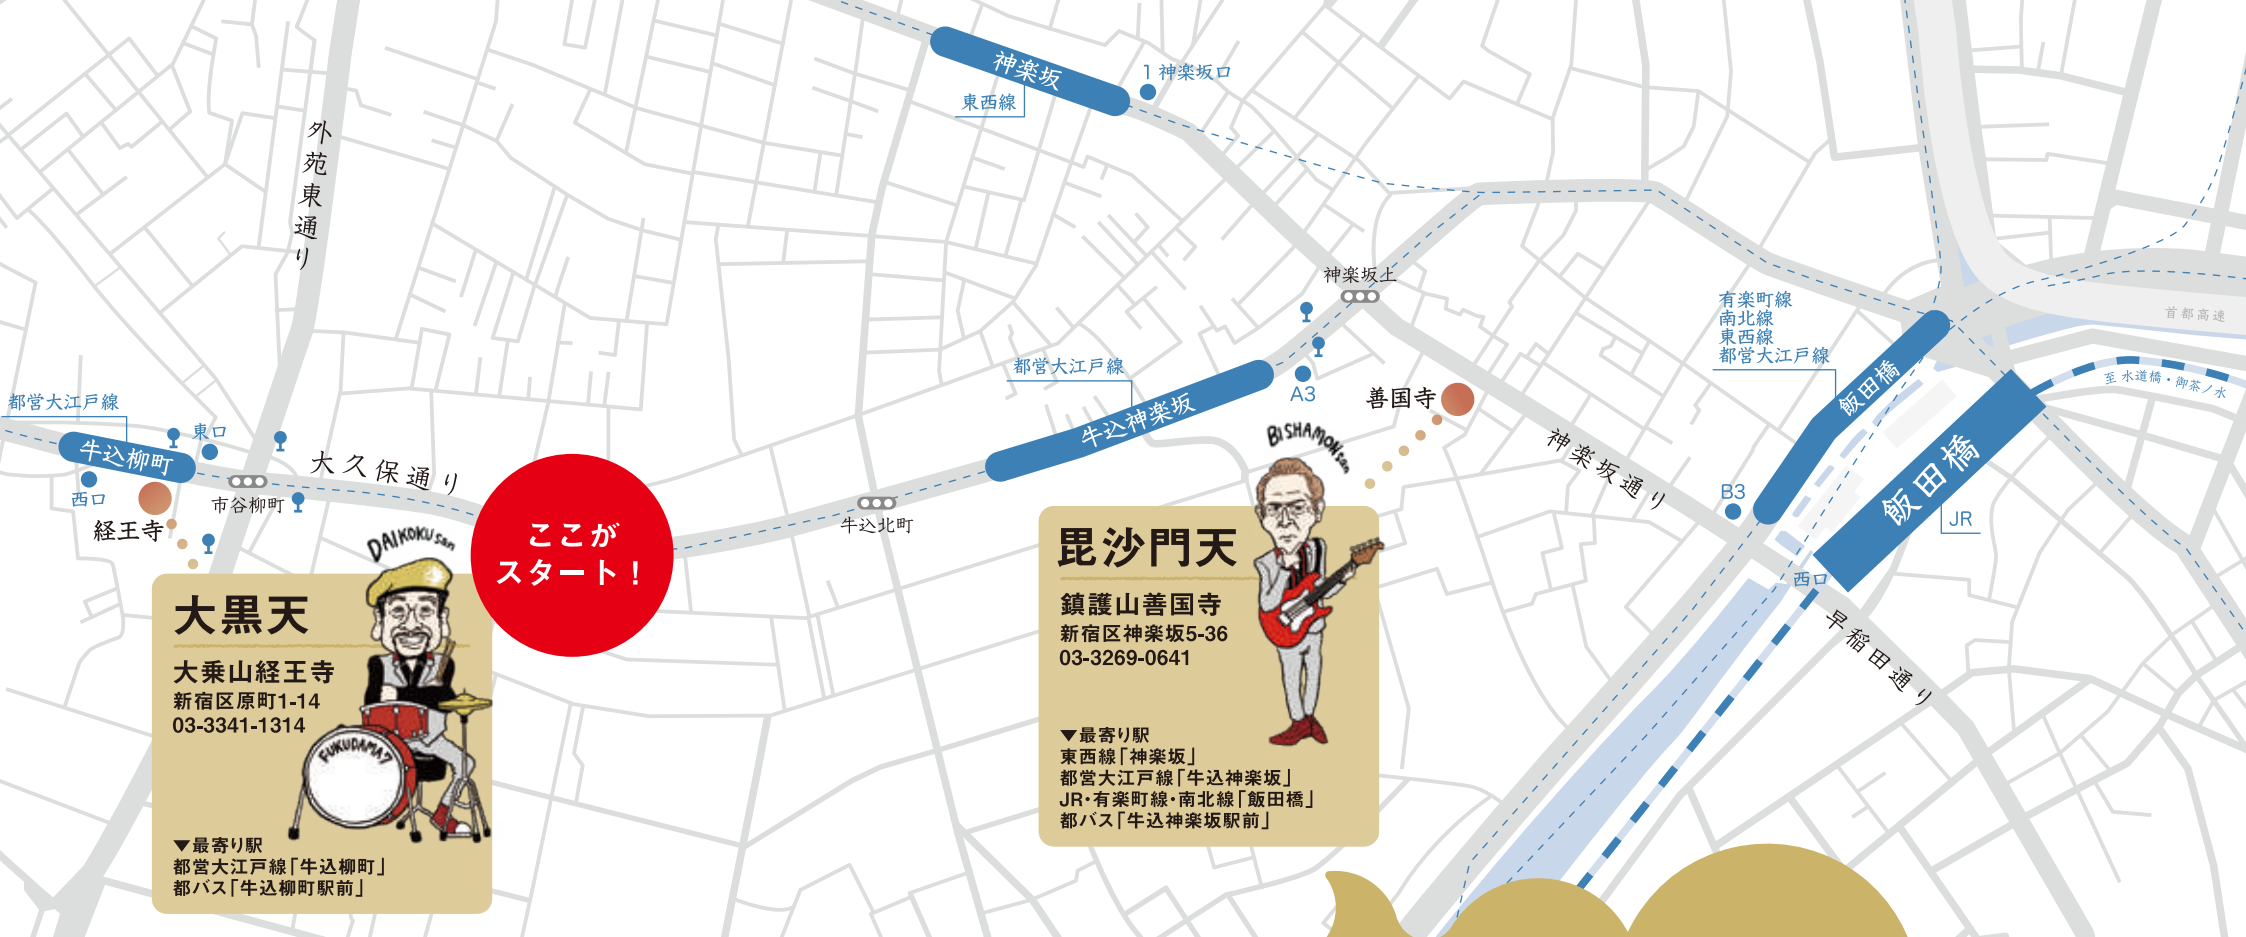 神楽坂
東西線
1 神楽坂口
外苑東通り
神楽坂上
有楽町線
南北線
東西線
都営大江戸線
首都高速
飯田橋
至 水道橋・御茶ノ水
都営大江戸線
牛込神楽坂
A3
善国寺
都営大江戸線
牛込柳町
東口
西口
経王寺
市谷柳町
大久保通り
ここが
スタート！
牛込北町
神楽坂通り
B3
飯田橋
JR
西口
早稲田通り
DAIKOKU san
大黒天
大乗山経王寺
新宿区原町1-14
03-3341-1314
FUKUDAMA7
▼最寄り駅
都営大江戸線「牛込柳町」
都バス「牛込柳町駅前」
BISHAMON san
毘沙門天
鎮護山善国寺
新宿区神楽坂5-36
03-3269-0641
▼最寄り駅
東西線「神楽坂」
都営大江戸線「牛込神楽坂」
JR・有楽町線・南北線「飯田橋」
都バス「牛込神楽坂駅前」